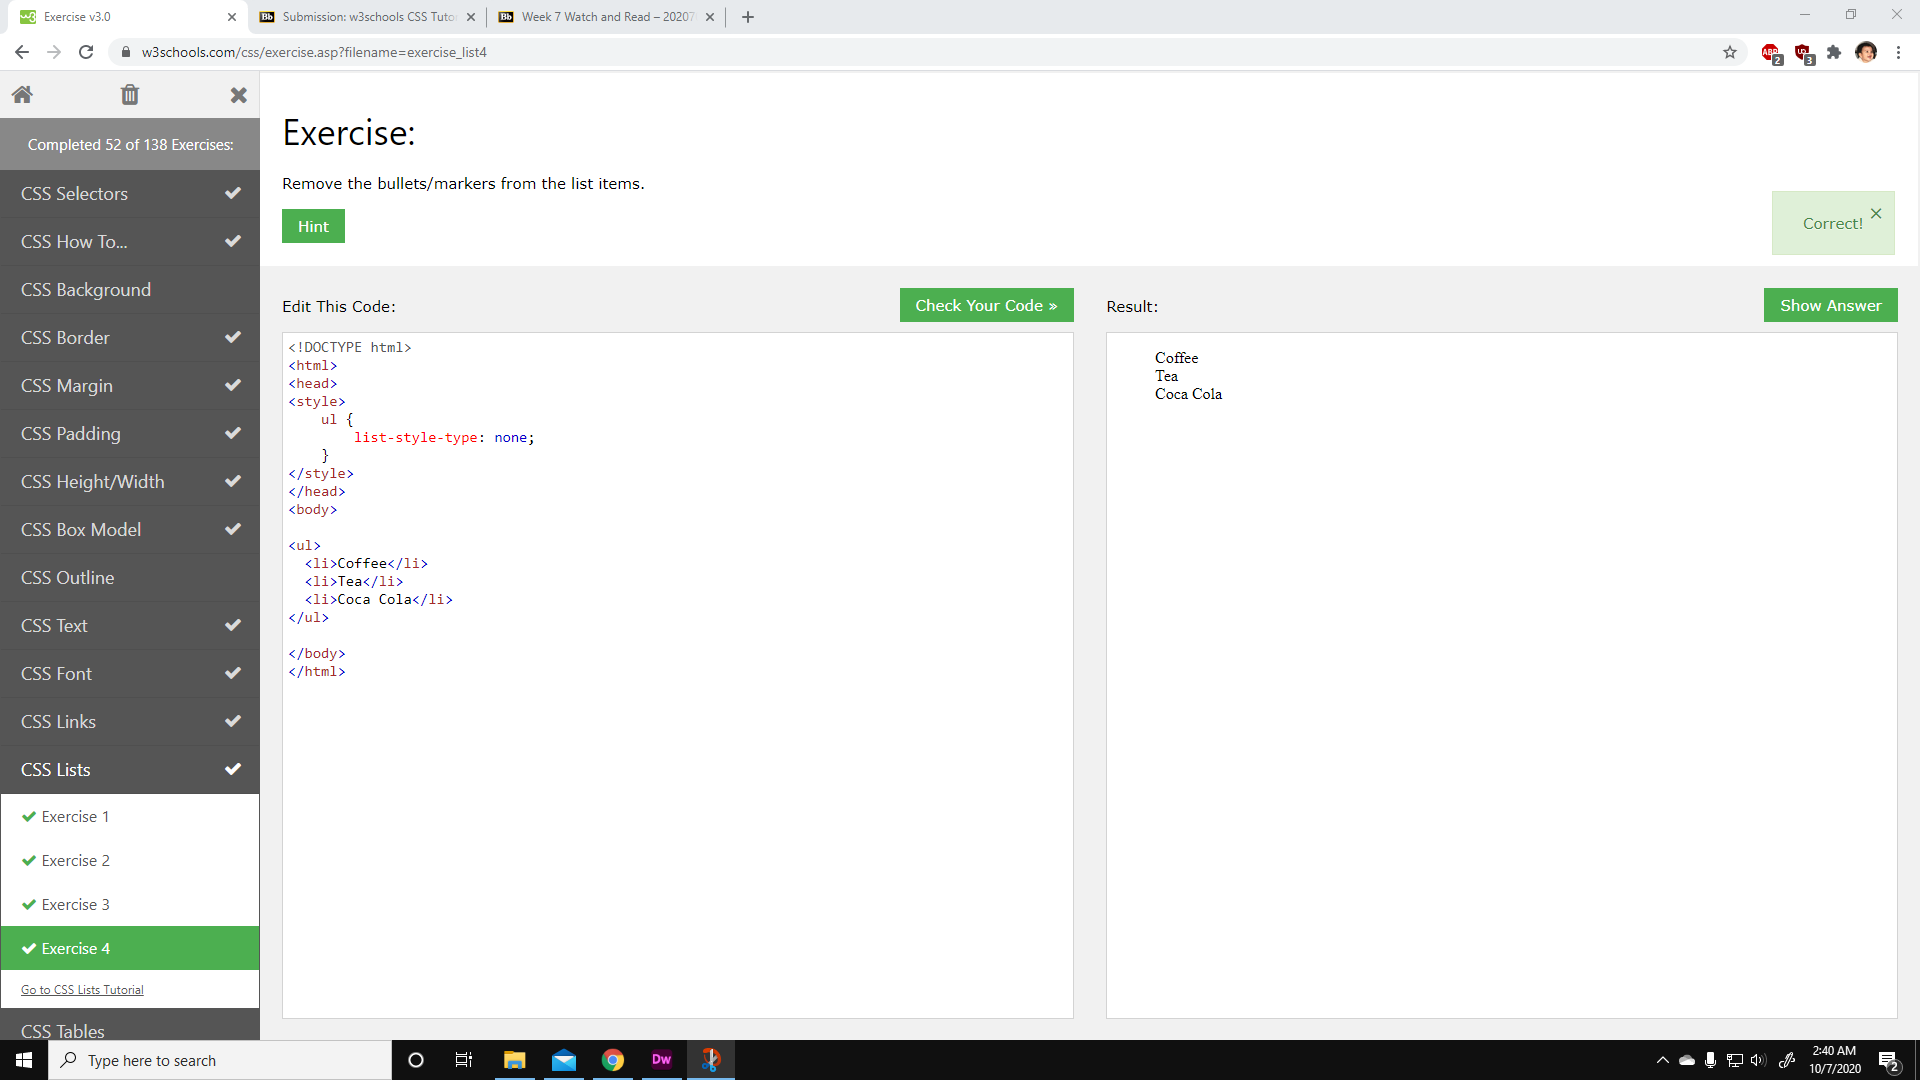 Exercise v3.0
Submission: w3schools CSS Tutor
Week 7 Watch and Read – 20207
w3schools.com/css/exercise.asp?filename=exercise_list4
ABP
2
3
Completed 52 of 138 Exercises:
CSS Selectors
CSS How To...
CSS Background
CSS Border
CSS Margin
CSS Padding
CSS Height/Width
CSS Box Model
CSS Outline
CSS Text
CSS Font
CSS Links
CSS Lists
Exercise 1
Exercise 2
Exercise 3
Exercise 4
Go to CSS Lists Tutorial
CSS Tables
Exercise:
Remove the bullets/markers from the list items.
Hint
Correct!
Edit This Code:
Check Your Code »
<!DOCTYPE html>
<html>
<head>
<style>
    ul {
        list-style-type: none;
    }
</style>
</head>
<body>

<ul>
  <li>Coffee</li>
  <li>Tea</li>
  <li>Coca Cola</li>
</ul>

</body>
</html>
Result:
Show Answer
Coffee
Tea
Coca Cola
Type here to search
Dw
2:40 AM
10/7/2020
2